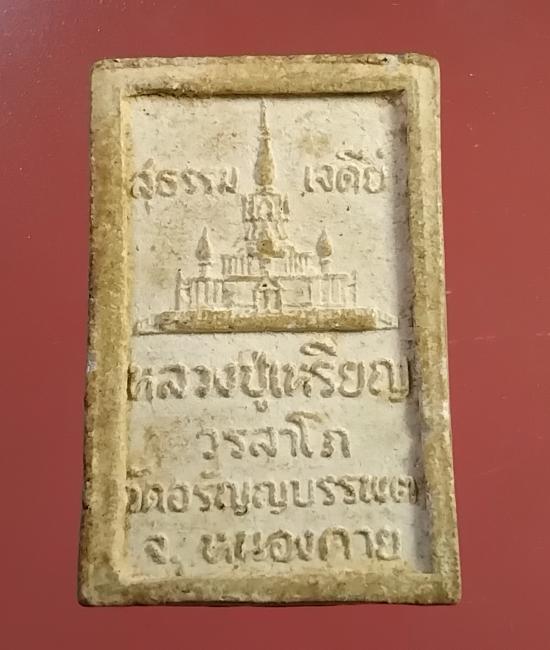 สุธรรม เจดีย์
หลวงปู่เหรียญ
วรลาโภ
วัดอรัญญบรรพต
จ. หนองคาย